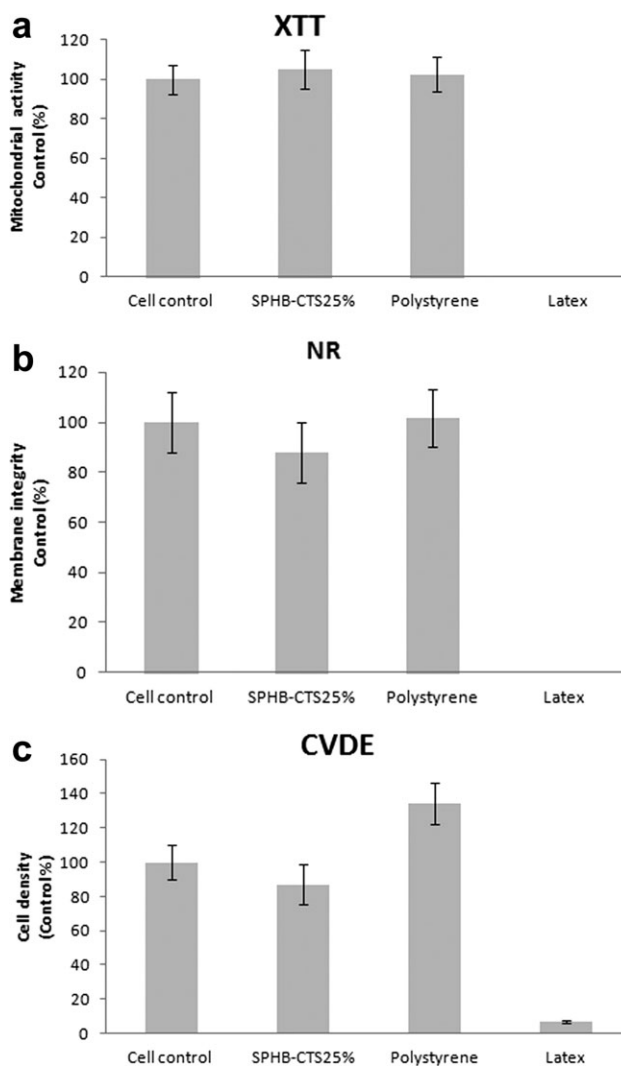 a
XTT
Mitochondrial activity
Control (%)
120
100
80
60
40
20
0
Cell control SPHB-CTS25% Polystyrene Latex
b
NR
Membrane integrity
Control (%)
120
100
80
60
40
20
0
Cell control SPHB-CTS25% Polystyrene Latex
c
CVDE
Cell density
(Control %)
160
140
120
100
80
60
40
20
0
Cell control SPHB-CTS25% Polystyrene Latex